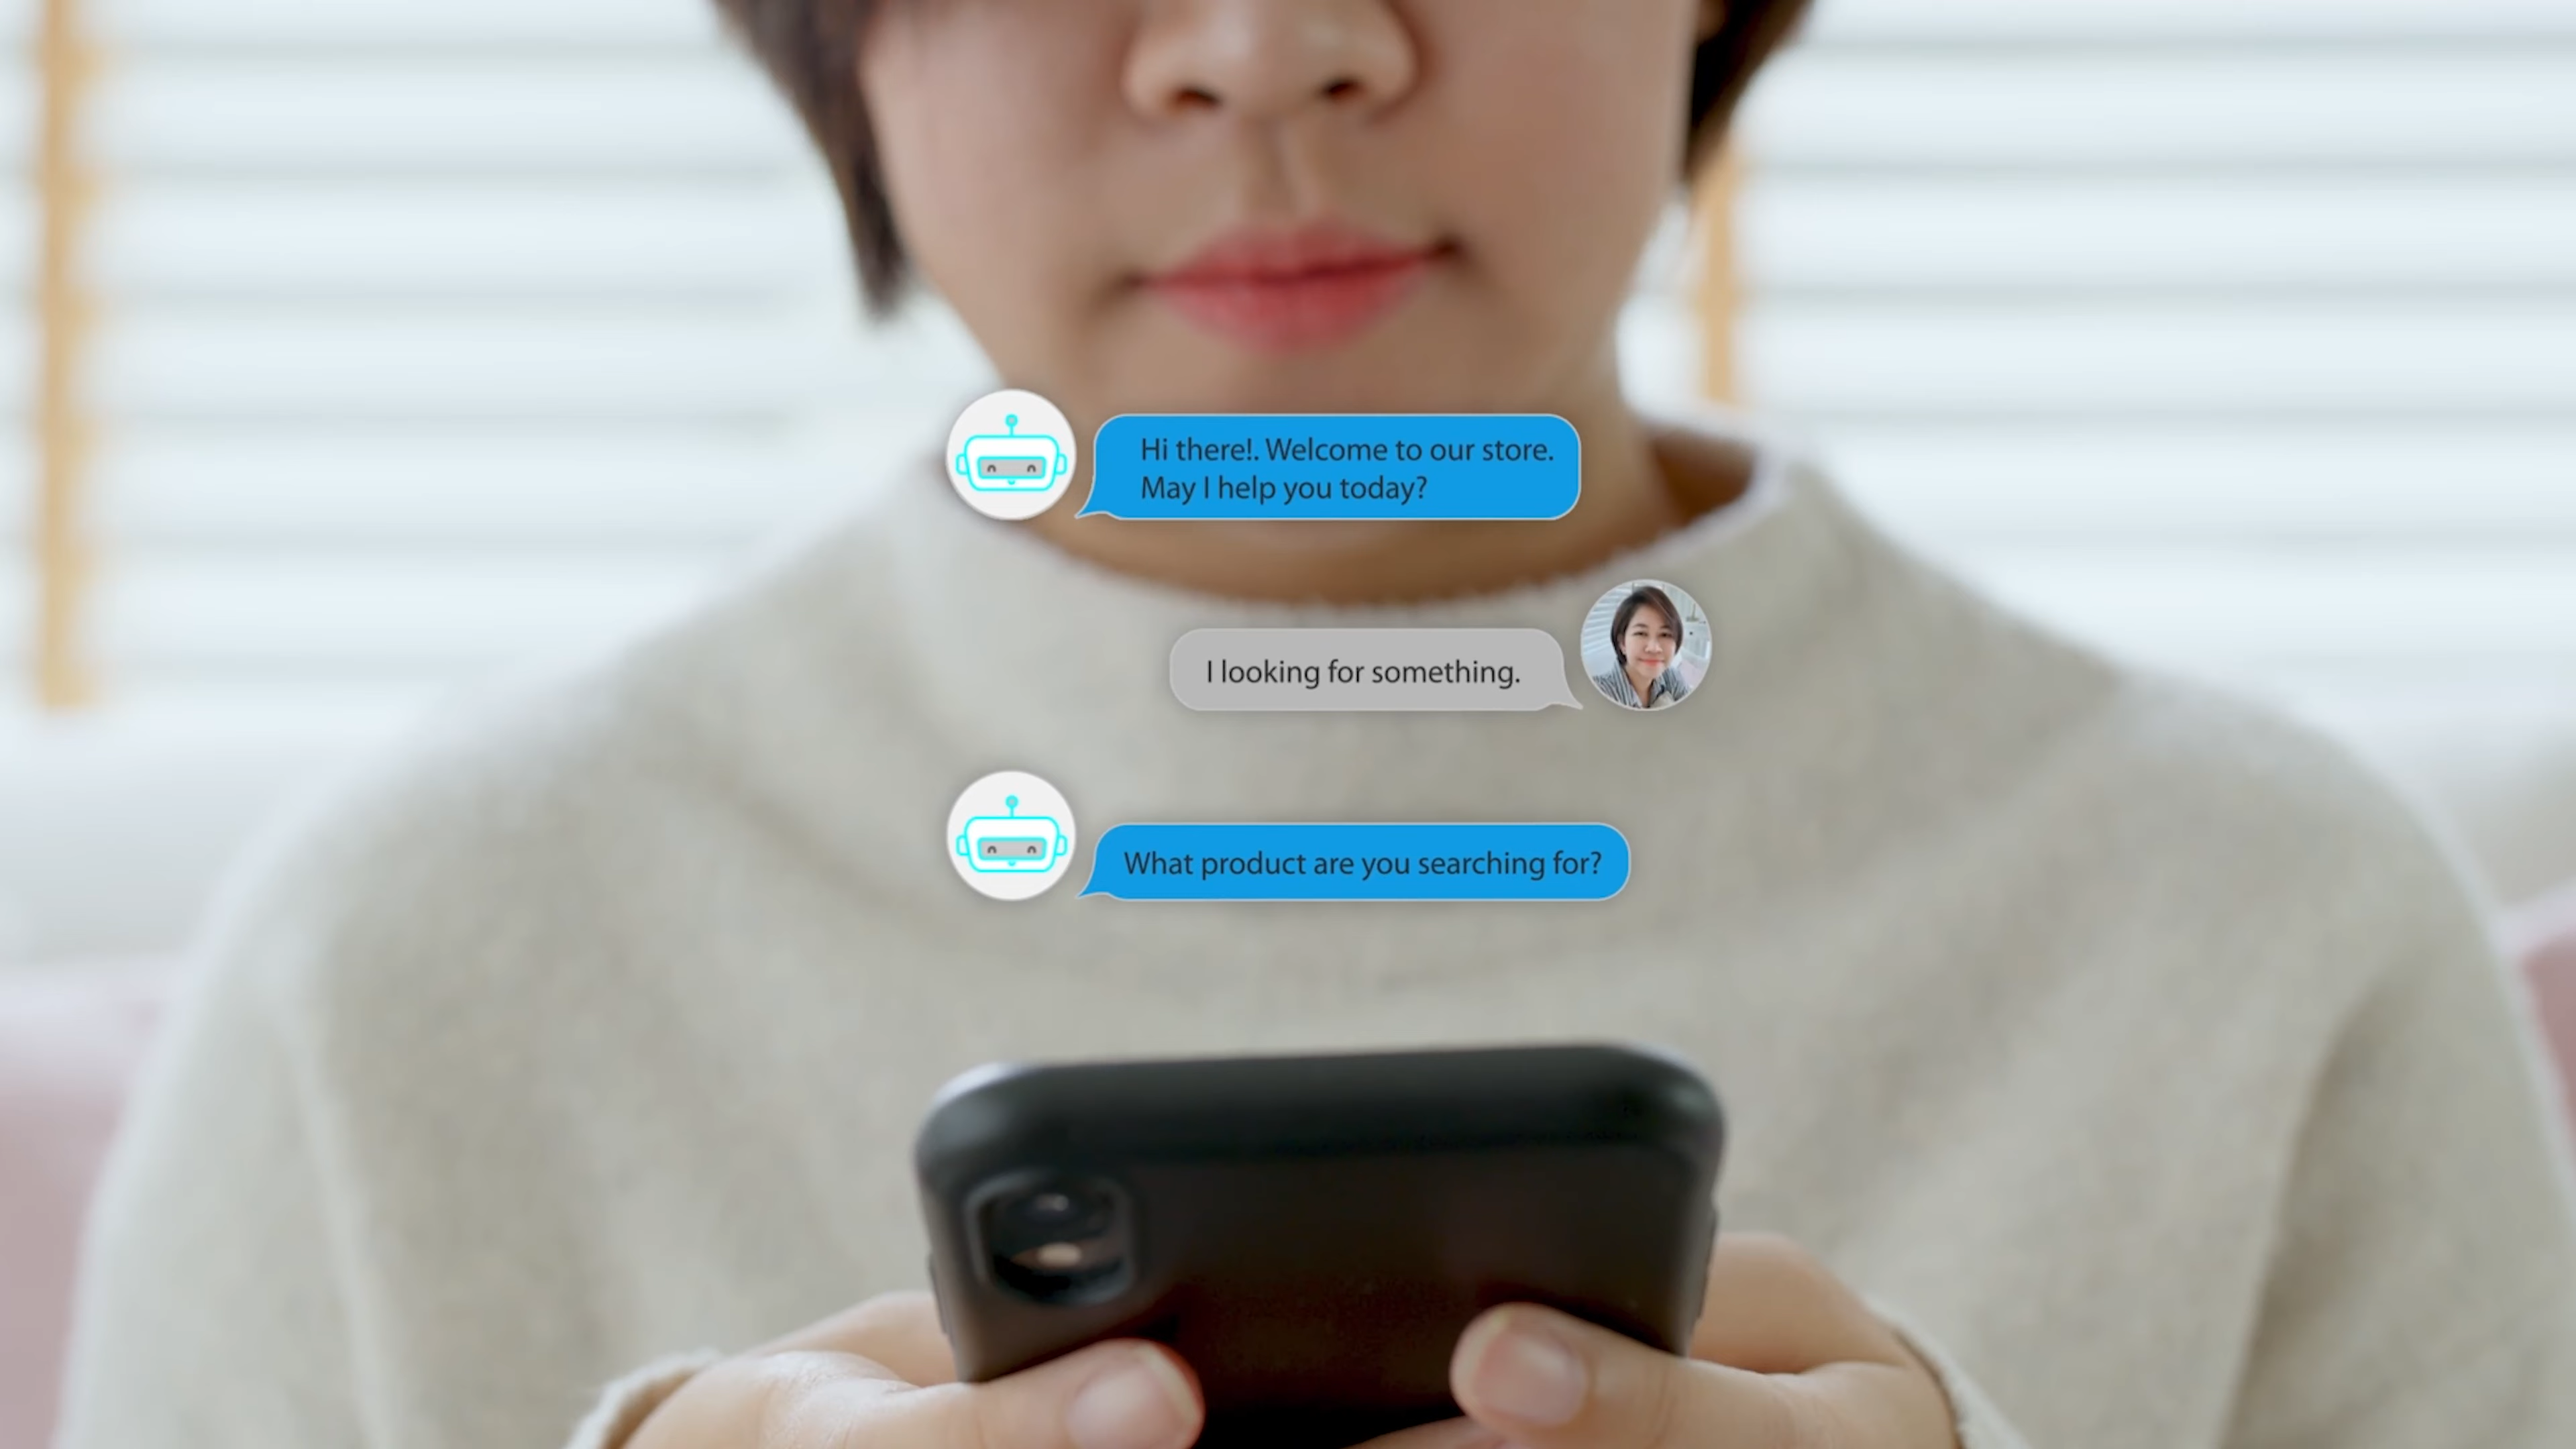 Hi there!. Welcome to our store.
May I help you today?
I looking for something.
What product are you searching for?